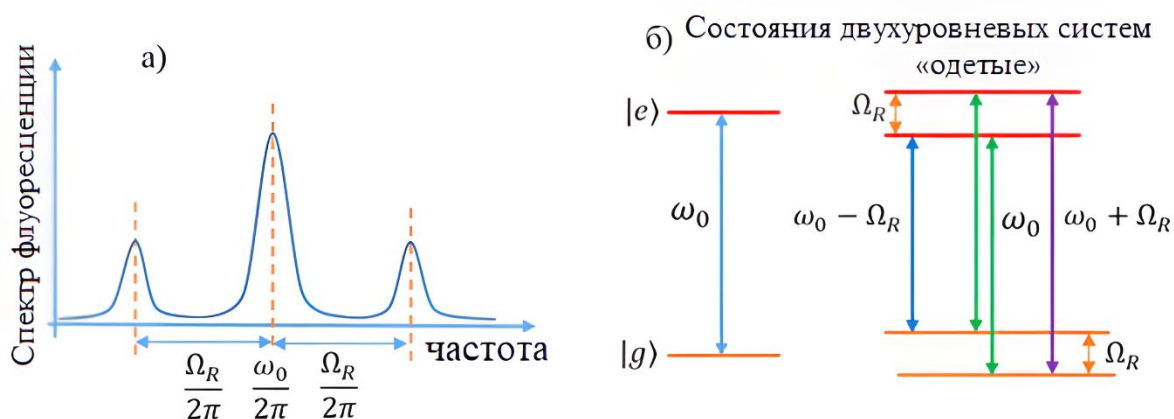 а)
Спектр флуоресценции
частота
Ω_R/2π
ω_0/2π
Ω_R/2π
б) Состояния двухуровневых систем
«одетые»
|e⟩
|g⟩
ω_0
Ω_R
ω_0 − Ω_R
ω_0
ω_0 + Ω_R
Ω_R